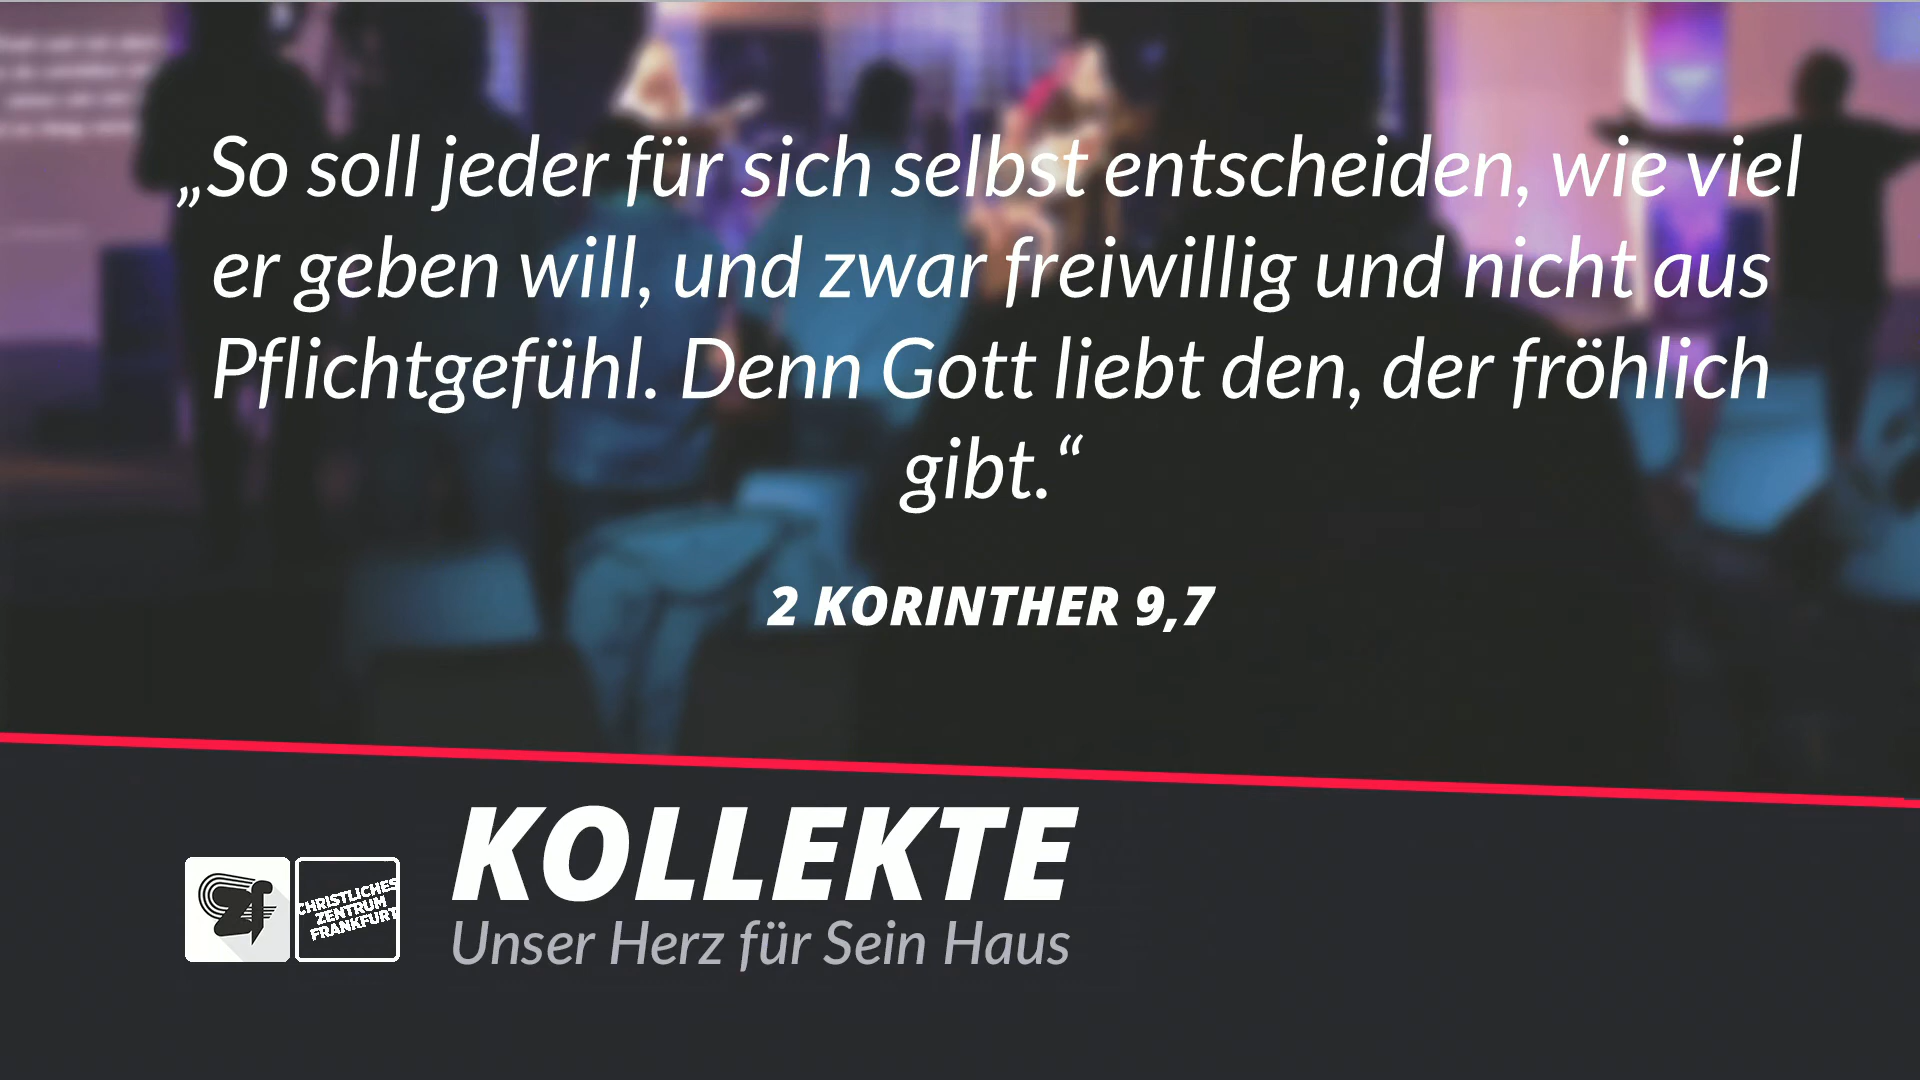 „So soll jeder für sich selbst entscheiden, wie viel
er geben will, und zwar freiwillig und nicht aus
Pflichtgefühl. Denn Gott liebt den, der fröhlich
gibt.“
2 KORINTHER 9,7
KOLLEKTE
Unser Herz für Sein Haus
CHRISTLICHES
ZENTRUM
FRANKFURT